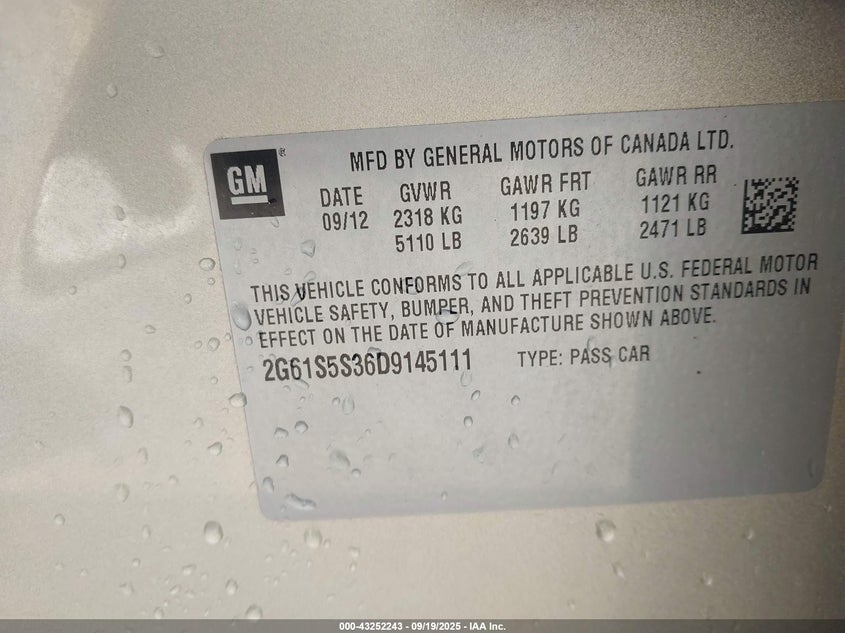 GM
®
MFD BY GENERAL MOTORS OF CANADA LTD.
DATE GVWR GAWR FRT GAWR RR
09/12 2318 KG 1197 KG 1121 KG
5110 LB 2639 LB 2471 LB
THIS VEHICLE CONFORMS TO ALL APPLICABLE U.S. FEDERAL MOTOR
VEHICLE SAFETY, BUMPER, AND THEFT PREVENTION STANDARDS IN
EFFECT ON THE DATE OF MANUFACTURE SHOWN ABOVE.
2G61S5S36D9145111 TYPE: PASS CAR
000-43252243 - 09/19/2025 - IAA Inc.